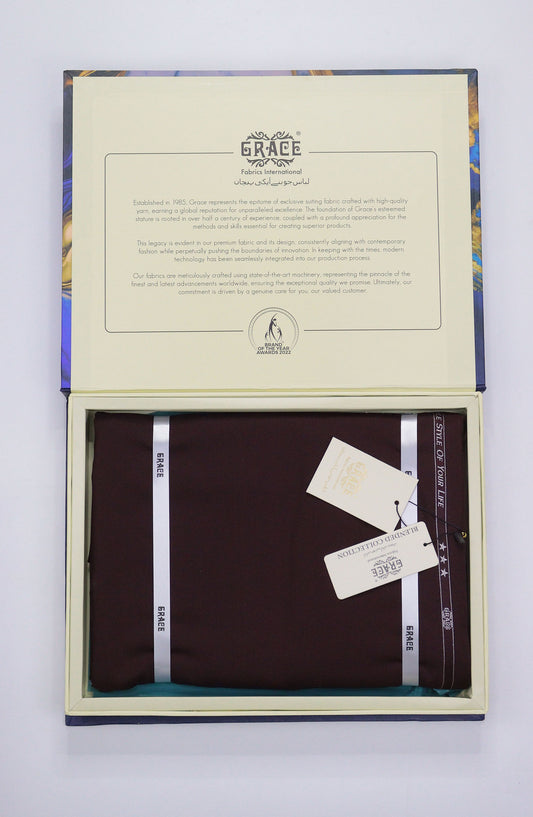 GRACE®
Fabrics International
لباس جو بنے آپکی پہچان
Established in 1985, Grace represents the epitome of exclusive suiting fabric crafted with high-quality
yarn, earning a global reputation for unparalleled excellence. The foundation of Grace's esteemed
stature is rooted in over half a century of experience, coupled with a profound appreciation for the
methods and skills essential for creating superior products.
This legacy is evident in our premium fabric and its design, consistently aligning with contemporary
fashion while perpetually pushing the boundaries of innovation. In keeping with the times, modern
technology has been seamlessly integrated into our production process.
Our fabrics are meticulously crafted using state-of-the-art machinery, representing the pinnacle of the
finest and latest advancements worldwide, ensuring the exceptional quality we promise. Ultimately, our
commitment is driven by a genuine care for you, our valued customer.
BRAND
OF THE YEAR
AWARDS 2022
GRACE
GRACE
GRACE
GRACE
E STYLE OF YOUR LIFE
GRACE
GRACE
GRACE
Fabrics International
BLENDED COLLECTION